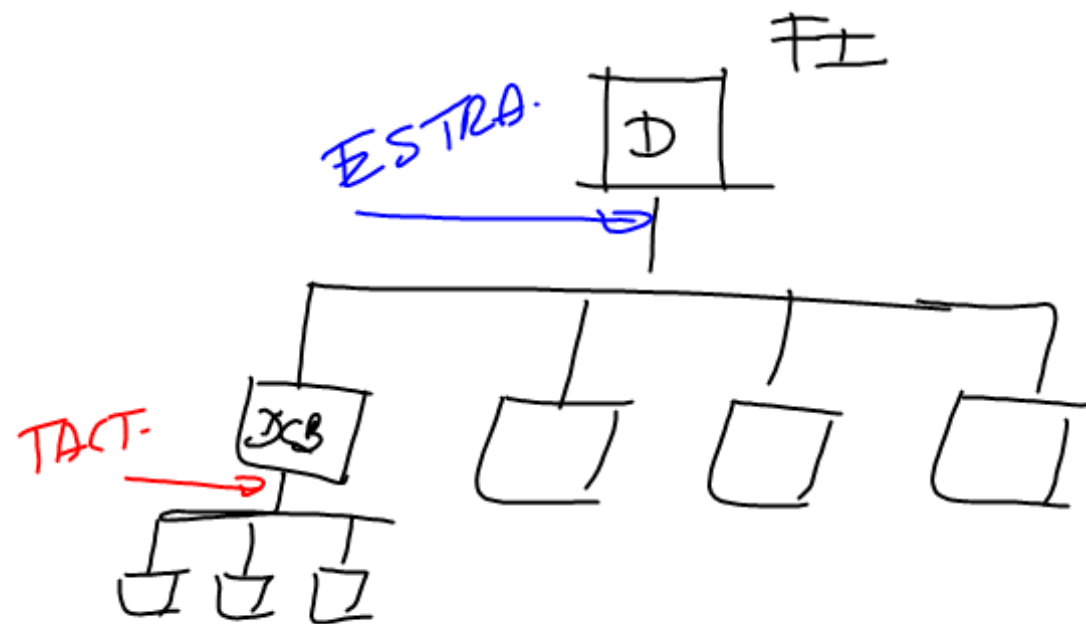 FI
ESTRA.
D
DCB
TACT.